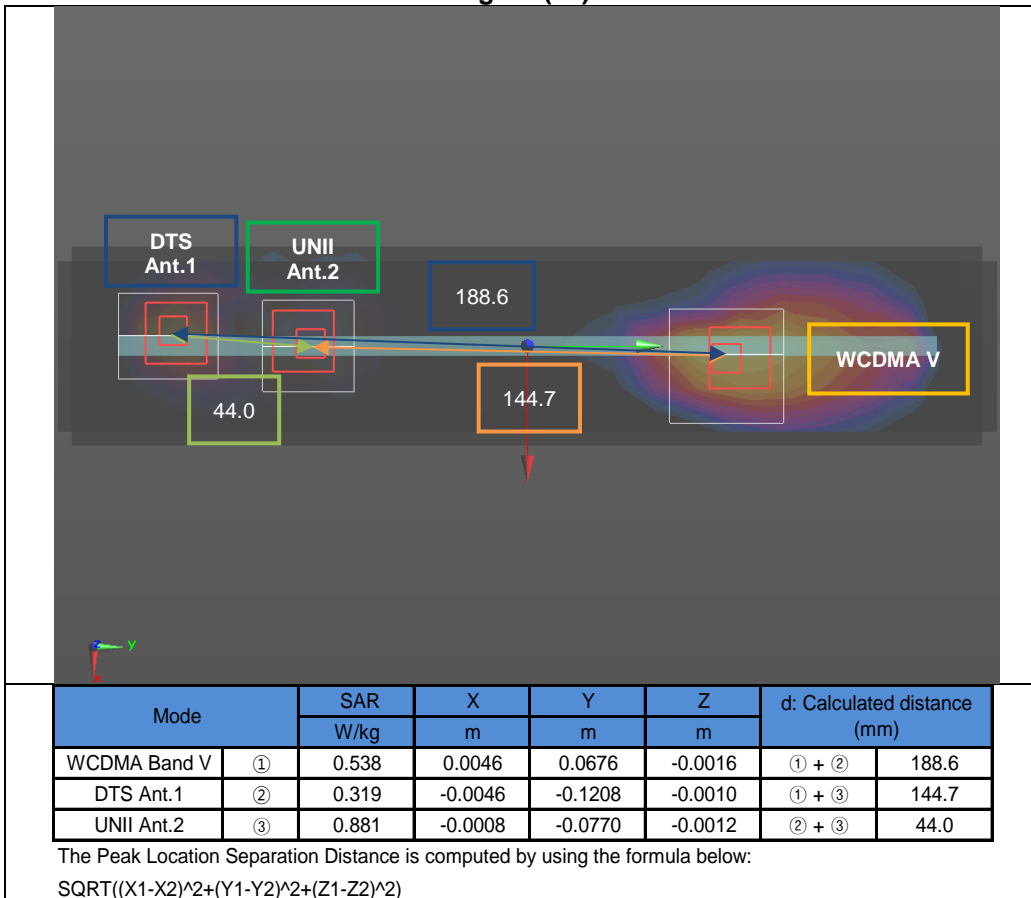 DTS
Ant.1
UNII
Ant.2
188.6
WCDMA V
44.0
144.7
y
x
Mode SAR X Y Z d: Calculated distance (mm)
W/kg m m m
WCDMA Band V ① 0.538 0.0046 0.0676 -0.0016 ① + ② 188.6
DTS Ant.1 ② 0.319 -0.0046 -0.1208 -0.0010 ① + ③ 144.7
UNII Ant.2 ③ 0.881 -0.0008 -0.0770 -0.0012 ② + ③ 44.0
The Peak Location Separation Distance is computed by using the formula below:
SQRT((X1-X2)^2+(Y1-Y2)^2+(Z1-Z2)^2)